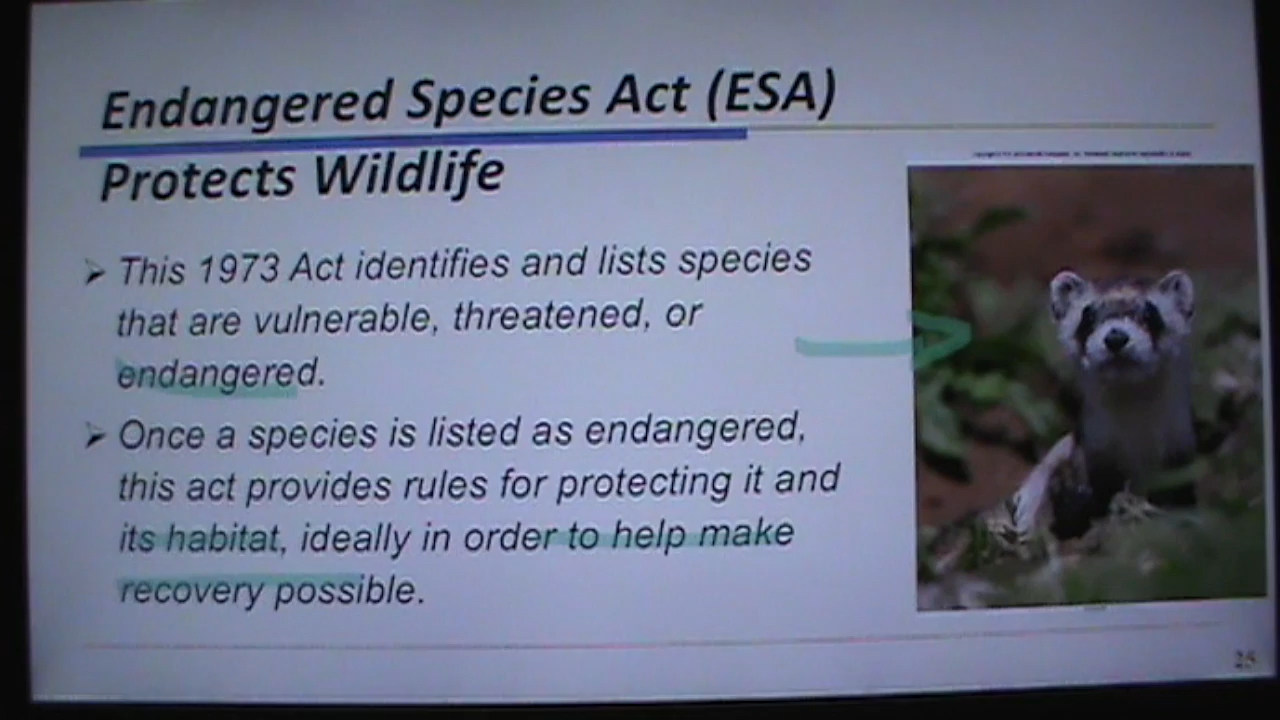 Endangered Species Act (ESA)
Protects Wildlife
➢ This 1973 Act identifies and lists species
that are vulnerable, threatened, or
endangered.
➢ Once a species is listed as endangered,
this act provides rules for protecting it and
its habitat, ideally in order to help make
recovery possible.
25